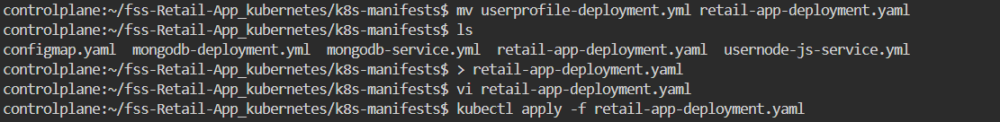 controlplane:~/fss-Retail-App_kubernetes/k8s-manifests$ mv userprofile-deployment.yml retail-app-deployment.yaml
controlplane:~/fss-Retail-App_kubernetes/k8s-manifests$ ls
configmap.yaml  mongodb-deployment.yml  mongodb-service.yml  retail-app-deployment.yaml  usernode-js-service.yml
controlplane:~/fss-Retail-App_kubernetes/k8s-manifests$ > retail-app-deployment.yaml
controlplane:~/fss-Retail-App_kubernetes/k8s-manifests$ vi retail-app-deployment.yaml
controlplane:~/fss-Retail-App_kubernetes/k8s-manifests$ kubectl apply -f retail-app-deployment.yaml